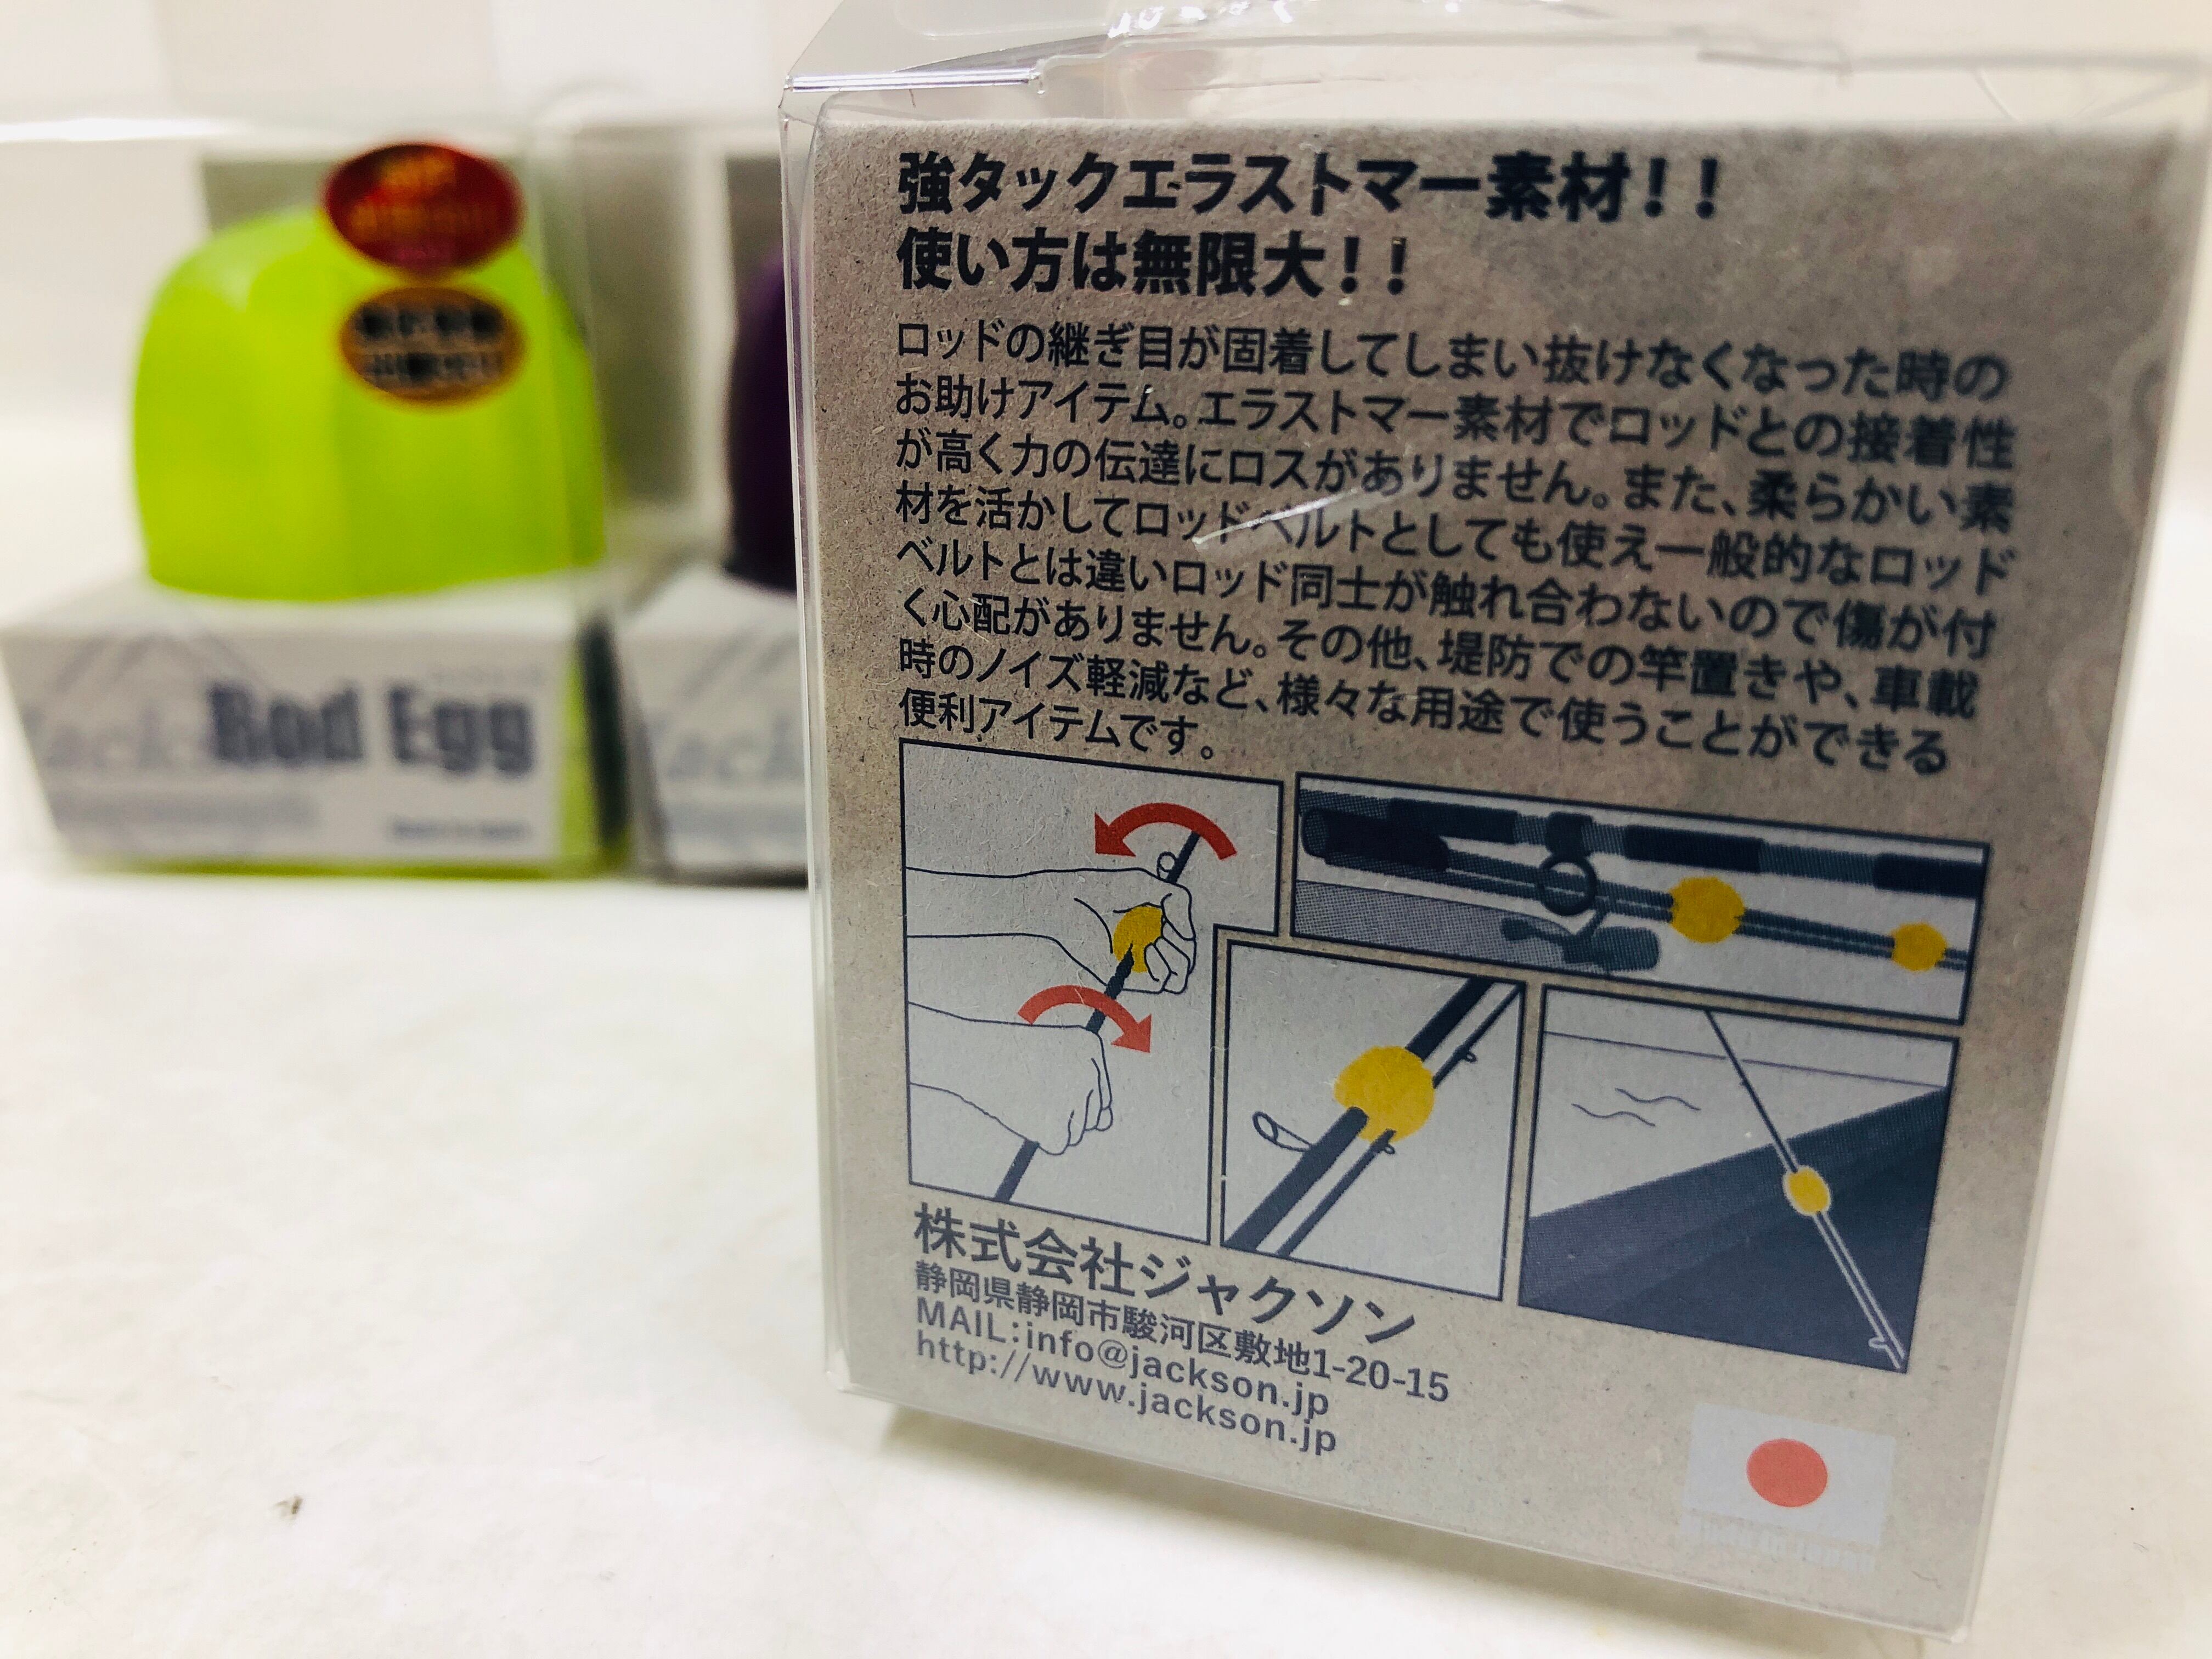 強タックエラストマー素材！！
使い方は無限大！！
ロッドの継ぎ目が固着してしまい抜けなくなった時の
お助けアイテム。エラストマー素材でロッドとの接着性
が高く力の伝達にロスがありません。また、柔らかい素
材を活かしてロッドベルトとしても使え一般的なロッド
ベルトとは違いロッド同士が触れ合わないので傷が付
く心配がありません。その他、堤防での竿置きや、車載
時のノイズ軽減など、様々な用途で使うことができる
便利アイテムです。
株式会社ジャクソン
静岡県静岡市駿河区敷地1-20-15
MAIL:info@jackson.jp
http://www.jackson.jp
Rod Egg